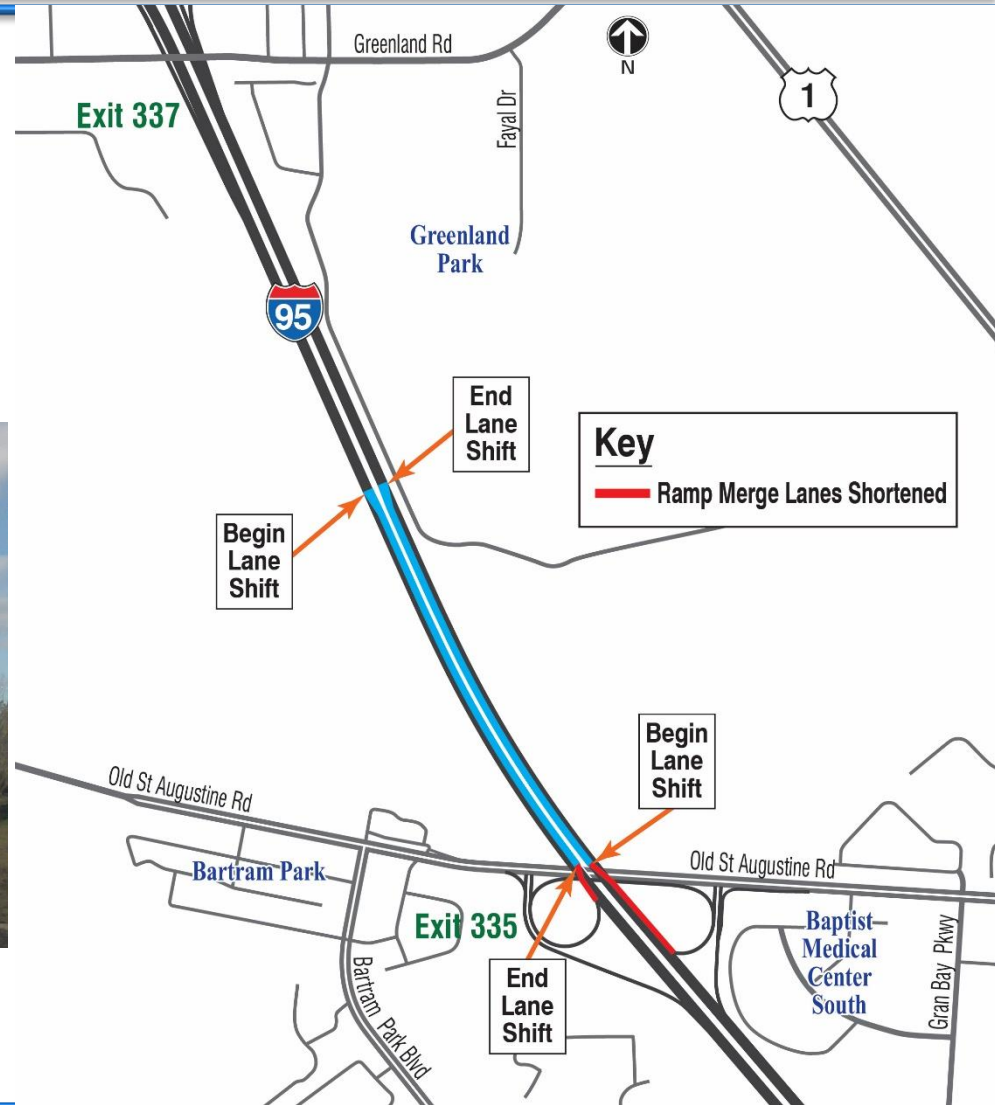 Greenland Rd
N
1
Exit 337
Fayal Dr
Greenland
Park
95
End
Lane
Shift
Key
Ramp Merge Lanes Shortened
Begin
Lane
Shift
Begin
Lane
Shift
Old St Augustine Rd
Old St Augustine Rd
Bartram Park
Exit 335
Baptist
Medical
Center
South
Gran Bay Pkwy
End
Lane
Shift
Bartram Park Blvd